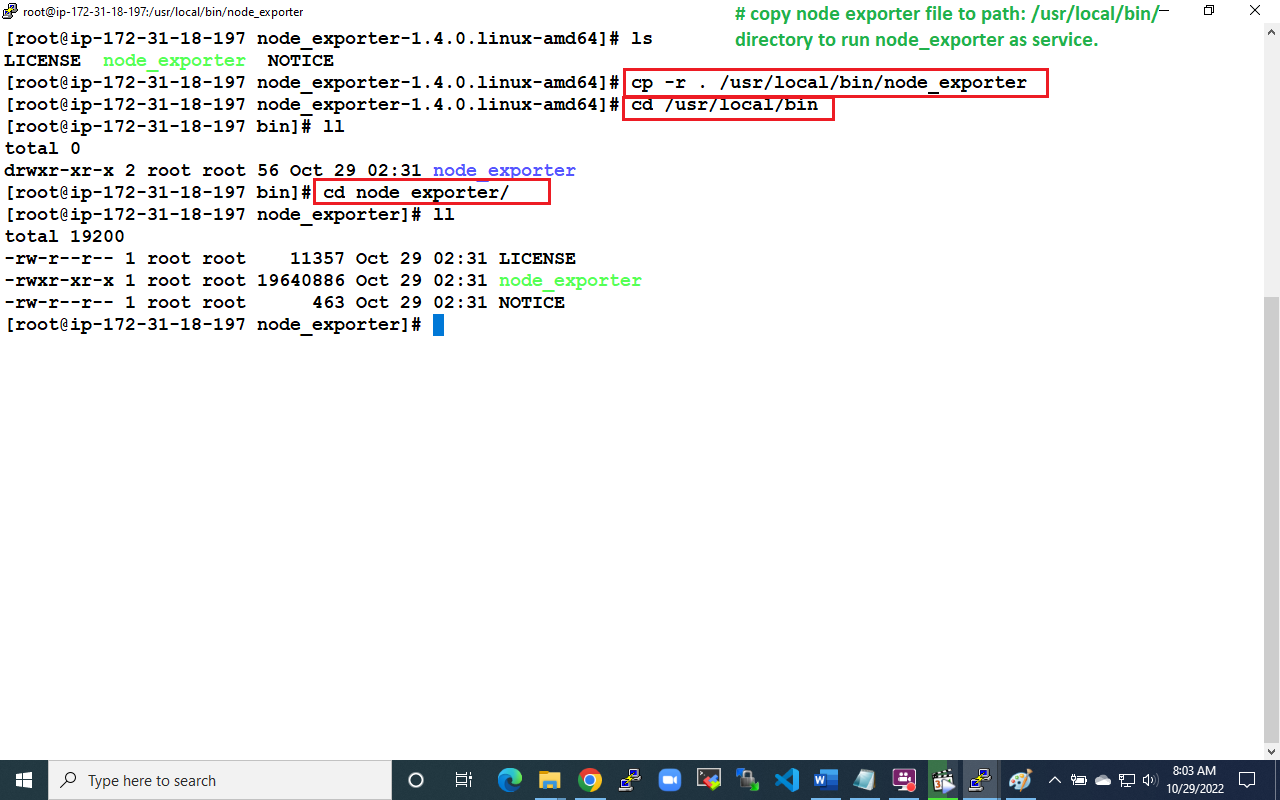 root@ip-172-31-18-197:/usr/local/bin/node_exporter
# copy node exporter file to path: /usr/local/bin/
directory to run node_exporter as service.
[root@ip-172-31-18-197 node_exporter-1.4.0.linux-amd64]# ls
LICENSE  node_exporter  NOTICE
[root@ip-172-31-18-197 node_exporter-1.4.0.linux-amd64]# cp -r . /usr/local/bin/node_exporter
[root@ip-172-31-18-197 node_exporter-1.4.0.linux-amd64]# cd /usr/local/bin
[root@ip-172-31-18-197 bin]# ll
total 0
drwxr-xr-x 2 root root 56 Oct 29 02:31 node_exporter
[root@ip-172-31-18-197 bin]# cd node_exporter/
[root@ip-172-31-18-197 node_exporter]# ll
total 19200
-rw-r--r-- 1 root root    11357 Oct 29 02:31 LICENSE
-rwxr-xr-x 1 root root 19640886 Oct 29 02:31 node_exporter
-rw-r--r-- 1 root root      463 Oct 29 02:31 NOTICE
[root@ip-172-31-18-197 node_exporter]#
Type here to search
8:03 AM
10/29/2022